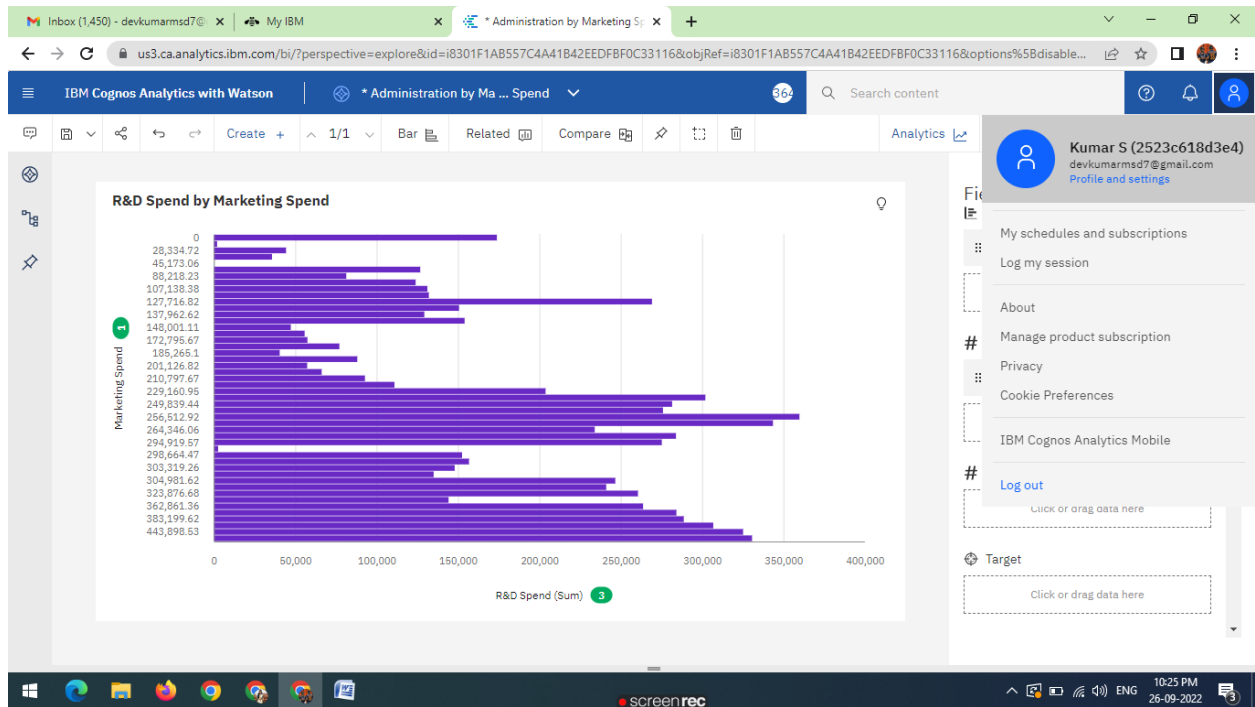 Inbox (1,450) - devkumarmsd7@
My IBM
* Administration by Marketing Sp
us3.ca.analytics.ibm.com/bi/?perspective=explore&id=i8301F1AB557C4A41B42EEDFBF0C33116&objRef=i8301F1AB557C4A41B42EEDFBF0C33116&options%5Bdisable...
IBM Cognos Analytics with Watson
* Administration by Ma ... Spend
364
Search content
Create +
1/1
Bar
Related
Compare
Analytics
Kumar S (2523c618d3e4)
devkumarmsd7@gmail.com
Profile and settings
My schedules and subscriptions
Log my session
About
Manage product subscription
Privacy
Cookie Preferences
IBM Cognos Analytics Mobile
Log out
R&D Spend by Marketing Spend
Marketing Spend
1
0
28,334.72
45,173.06
88,218.23
107,138.38
127,716.82
137,962.62
148,001.11
172,795.67
185,265.1
201,126.82
210,797.67
229,160.95
249,839.44
256,512.92
264,346.06
294,919.57
298,664.47
303,319.26
304,981.62
323,876.68
362,861.36
383,199.62
443,898.53
0
50,000
100,000
150,000
200,000
250,000
300,000
350,000
400,000
R&D Spend (Sum) 3
#
#
Click or drag data here
Target
Click or drag data here
screenrec
ENG
10:25 PM
26-09-2022
3